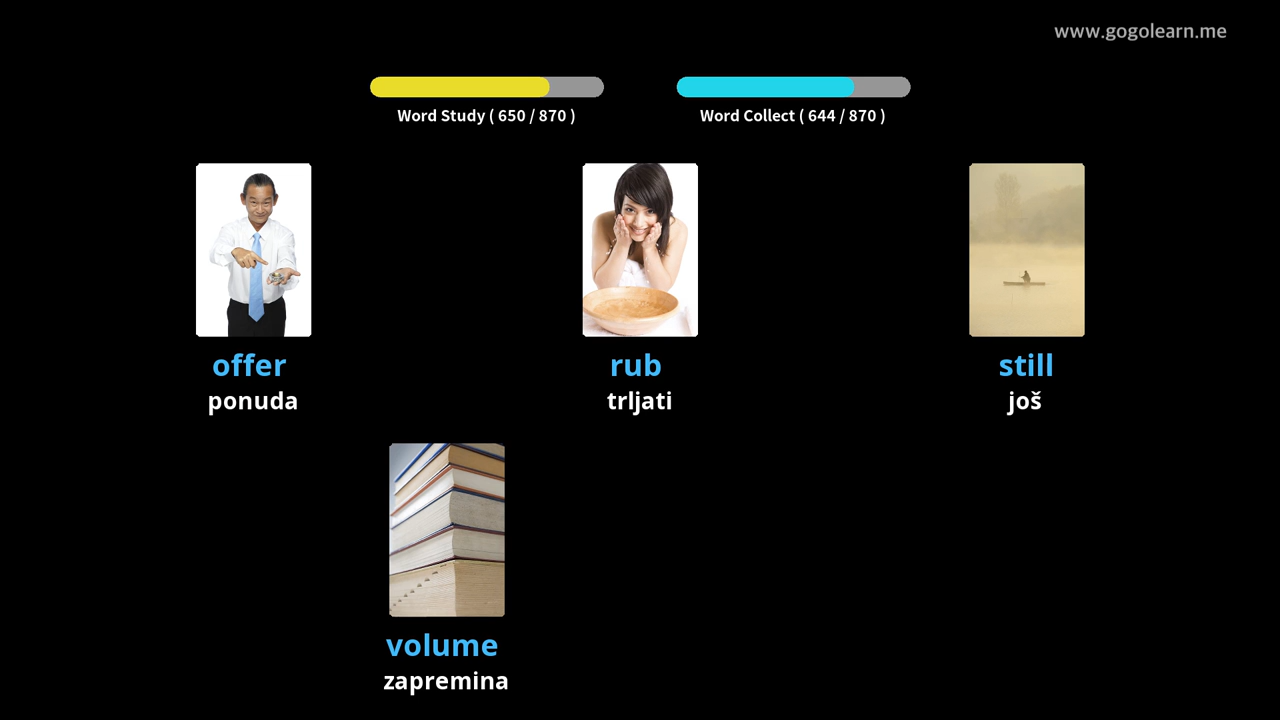 www.gogolearn.me
Word Study ( 650 / 870 )
Word Collect ( 644 / 870 )
offer
ponuda
rub
trljati
still
još
volume
zapremina